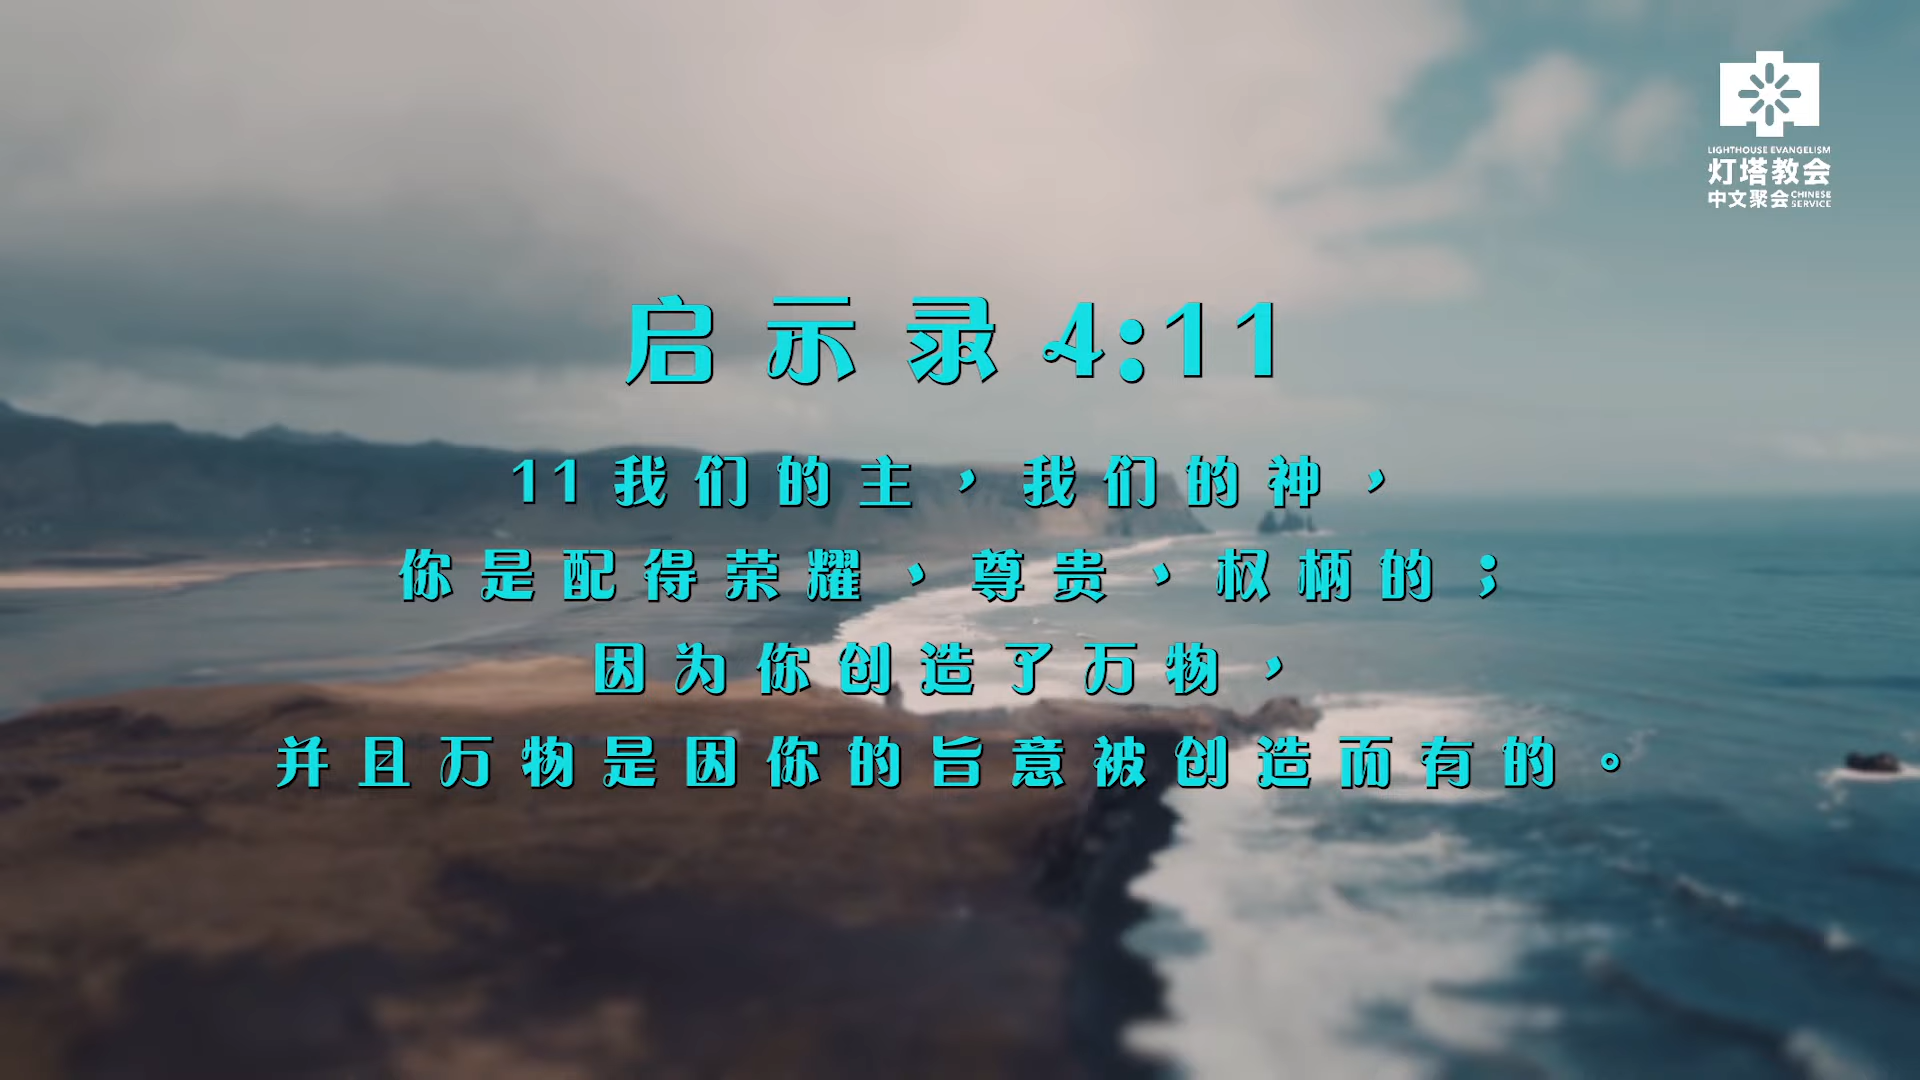 LIGHTHOUSE EVANGELISM
灯塔教会
中文聚会 CHINESE SERVICE
启示录4:11
11我们的主，我们的神，
你是配得荣耀，尊贵，权柄的；
因为你创造了万物，
并且万物是因你的旨意被创造而有的。